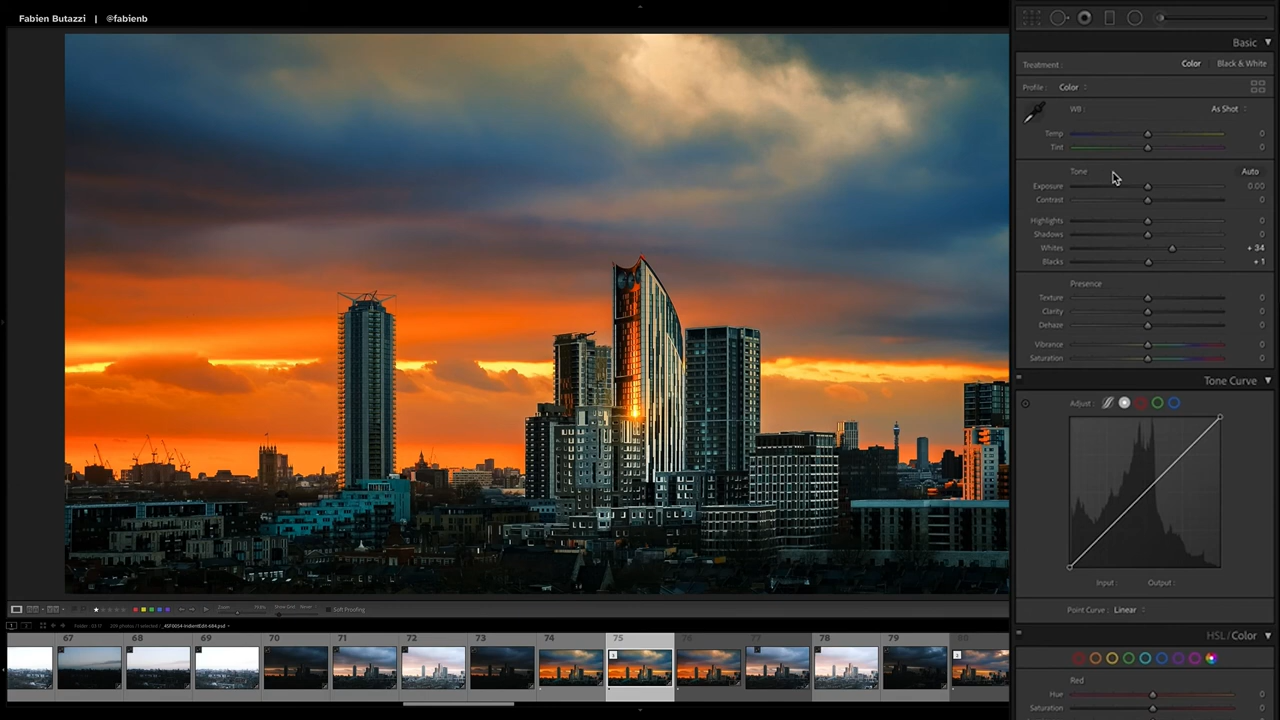 Fabien Butazzi | @fabienb
Basic
Treatment : Color Black & White
Profile : Color
WB : As Shot
Temp 0
Tint 0
Tone Auto
Exposure 0.00
Contrast 0
Highlights 0
Shadows 0
Whites + 34
Blacks + 1
Presence
Texture 0
Clarity 0
Dehaze 0
Vibrance 0
Saturation 0
Tone Curve
Adjust :
Input : Output :
Point Curve : Linear
HSL/Color
Red
Hue 0
Saturation 0
Soft Proofing
67 68 69 70 71 72 73 74 75 76 77 78 79 80